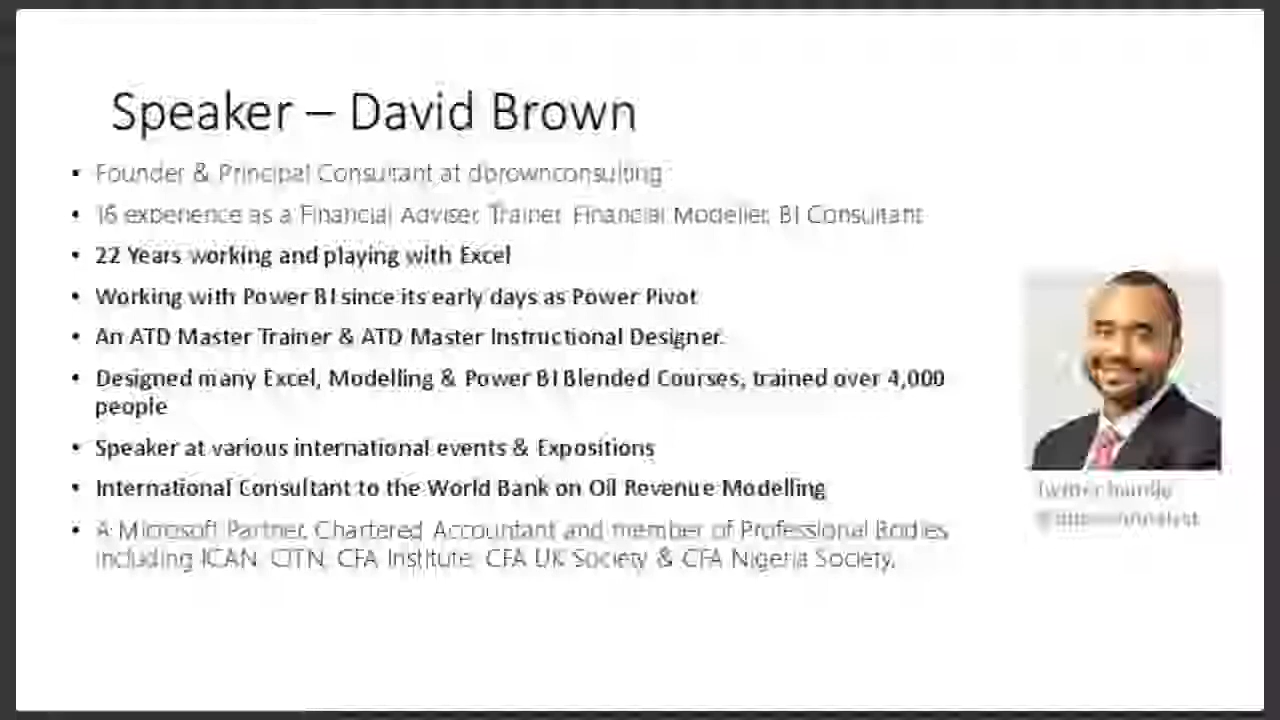 Speaker – David Brown
• Founder & Principal Consultant at dbrownconsulting
• 16 experience as a Financial Adviser, Trainer, Financial Modeller, BI Consultant
• 22 Years working and playing with Excel
• Working with Power BI since its early days as Power Pivot
• An ATD Master Trainer & ATD Master Instructional Designer.
• Designed many Excel, Modelling & Power BI Blended Courses, trained over 4,000
people
• Speaker at various international events & Expositions
• International Consultant to the World Bank on Oil Revenue Modelling
• A Microsoft Partner, Chartered Accountant and member of Professional Bodies
including ICAN, CITN, CFA Institute, CFA UK Society & CFA Nigeria Society.
Twitter handle